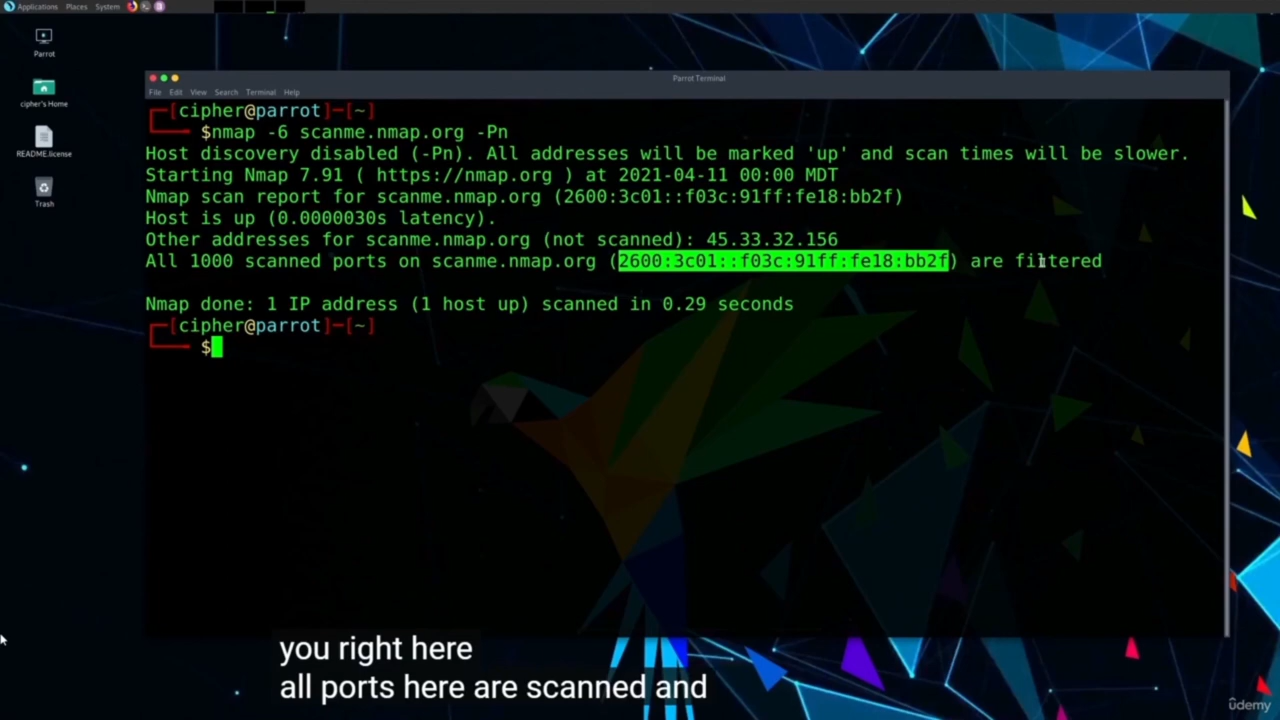 Applications Places System
Parrot
cipher's Home
README.license
Trash
Parrot Terminal
File Edit View Search Terminal Help
[cipher@parrot]-[~]
$nmap -6 scanme.nmap.org -Pn
Host discovery disabled (-Pn). All addresses will be marked 'up' and scan times will be slower.
Starting Nmap 7.91 ( https://nmap.org ) at 2021-04-11 00:00 MDT
Nmap scan report for scanme.nmap.org (2600:3c01::f03c:91ff:fe18:bb2f)
Host is up (0.0000030s latency).
Other addresses for scanme.nmap.org (not scanned): 45.33.32.156
All 1000 scanned ports on scanme.nmap.org (2600:3c01::f03c:91ff:fe18:bb2f) are filtered
Nmap done: 1 IP address (1 host up) scanned in 0.29 seconds
[cipher@parrot]-[~]
$
you right here
all ports here are scanned and
ûdemy